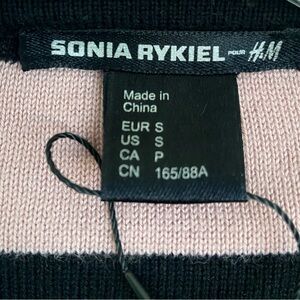 SONIA RYKIEL POUR H&M
Made in
China
EUR S
US S
CA P
CN 165/88A